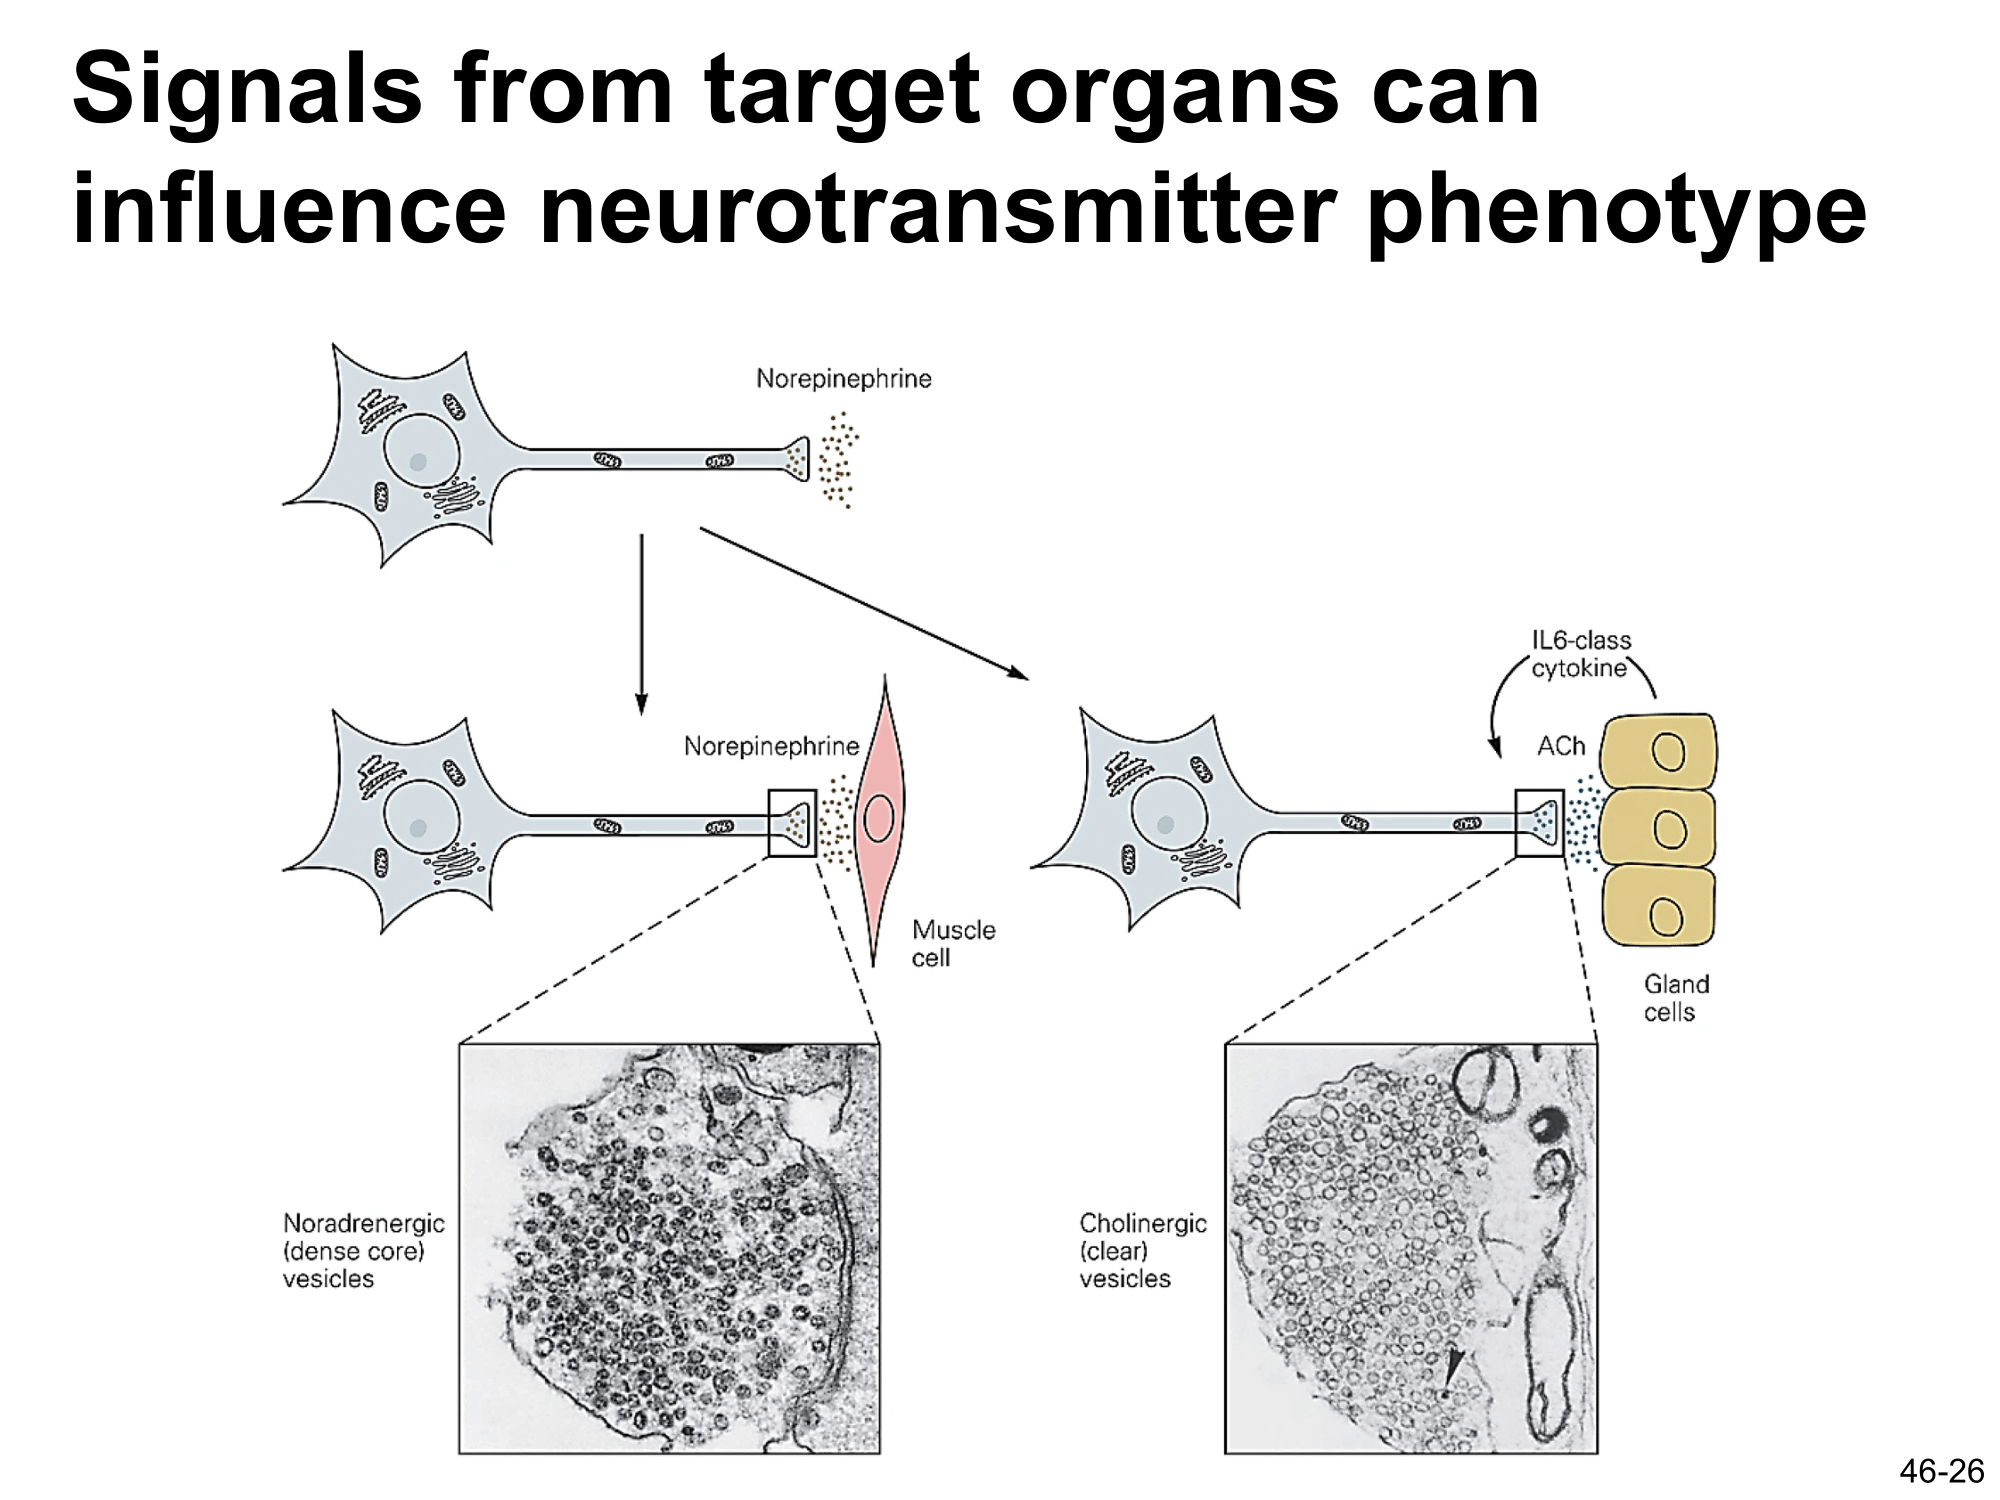 Signals from target organs can
influence neurotransmitter phenotype
Norepinephrine
IL6-class
cytokine
Norepinephrine
ACh
Muscle
cell
Gland
cells
Noradrenergic
(dense core)
vesicles
Cholinergic
(clear)
vesicles
46-26